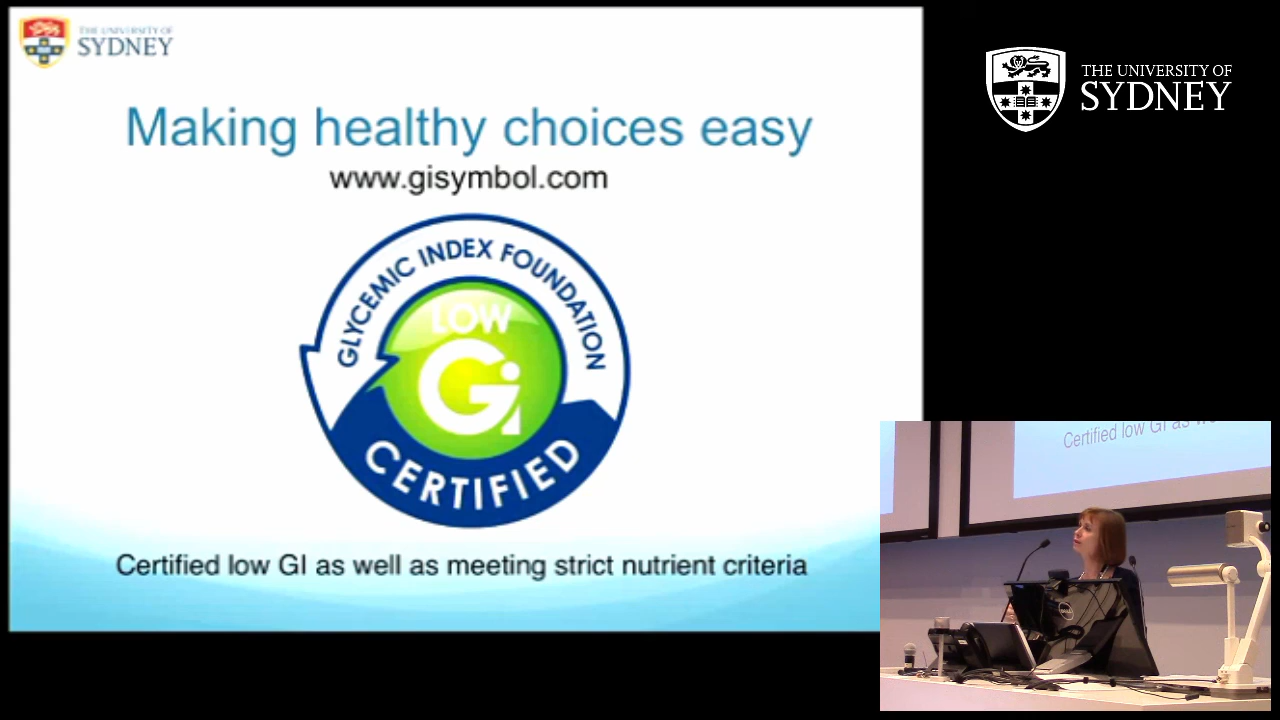 THE UNIVERSITY OF
SYDNEY
Making healthy choices easy
www.gisymbol.com
GLYCEMIC INDEX FOUNDATION
LOW
Gi
CERTIFIED
Certified low GI as well as meeting strict nutrient criteria
THE UNIVERSITY OF
SYDNEY
Certified low GI as w
DELL